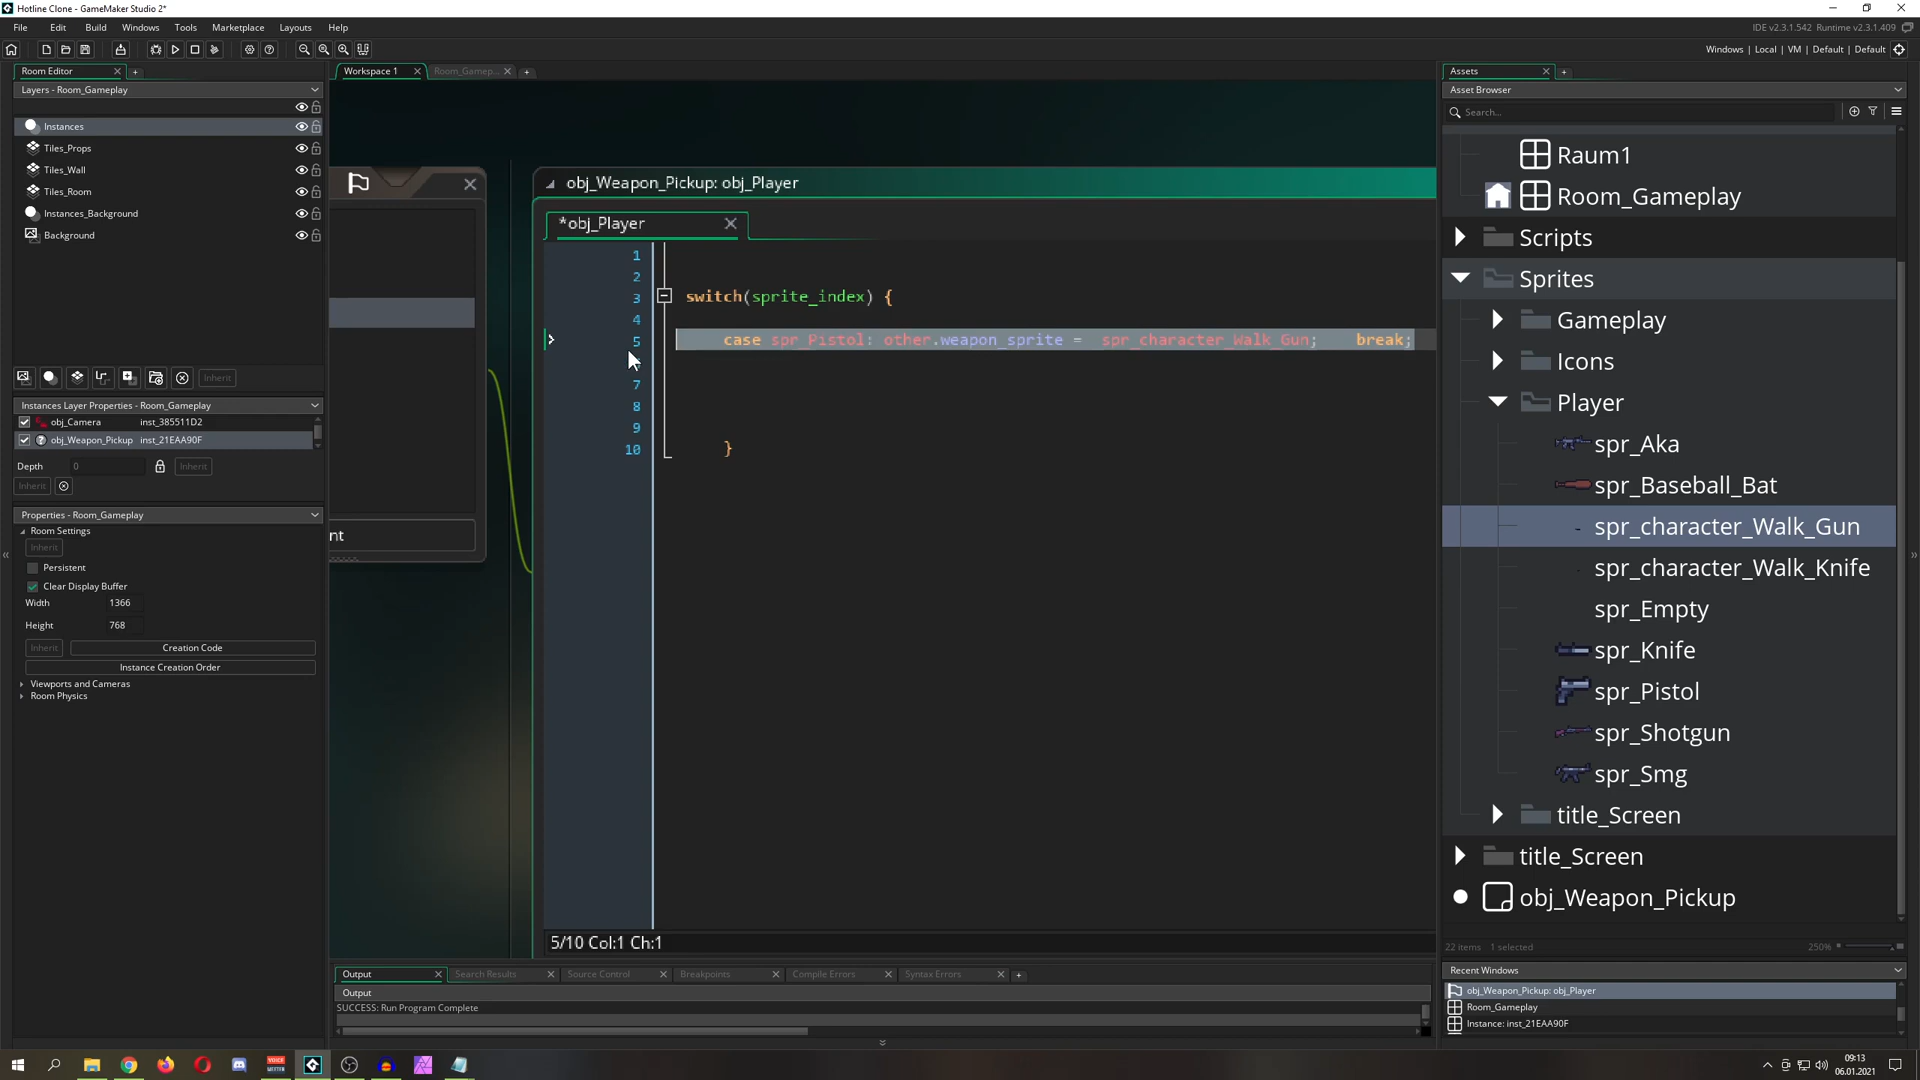 Hotline Clone - GameMaker Studio 2*
File Edit Build Windows Tools Marketplace Layouts Help
IDE v2.3.1.542 Runtime v2.3.1.409
Windows | Local | VM | Default | Default
Room Editor
Layers - Room_Gameplay
Instances
Tiles_Props
Tiles_Wall
Tiles_Room
Instances_Background
Background
Inherit
Instances Layer Properties - Room_Gameplay
obj_Camera inst_385511D2
obj_Weapon_Pickup inst_21EAA90F
Depth 0 Inherit
Inherit
Properties - Room_Gameplay
Room Settings
Inherit
Persistent
Clear Display Buffer
Width 1366
Height 768
Inherit Creation Code
Instance Creation Order
Viewports and Cameras
Room Physics
Workspace 1 Room_Gamep...
nt
obj_Weapon_Pickup: obj_Player
*obj_Player
1
2
3 switch(sprite_index) {
4
5 case spr_Pistol: other.weapon_sprite = spr_character_Walk_Gun; break;
7
8
9
10 }
5/10 Col:1 Ch:1
Output Search Results Source Control Breakpoints Compile Errors Syntax Errors
Output
SUCCESS: Run Program Complete
Assets
Asset Browser
Search...
Raum1
Room_Gameplay
Scripts
Sprites
Gameplay
Icons
Player
spr_Aka
spr_Baseball_Bat
spr_character_Walk_Gun
spr_character_Walk_Knife
spr_Empty
spr_Knife
spr_Pistol
spr_Shotgun
spr_Smg
title_Screen
title_Screen
obj_Weapon_Pickup
22 items 1 selected 250%
Recent Windows
obj_Weapon_Pickup: obj_Player
Room_Gameplay
Instance: inst_21EAA90F
09:13
06.01.2021